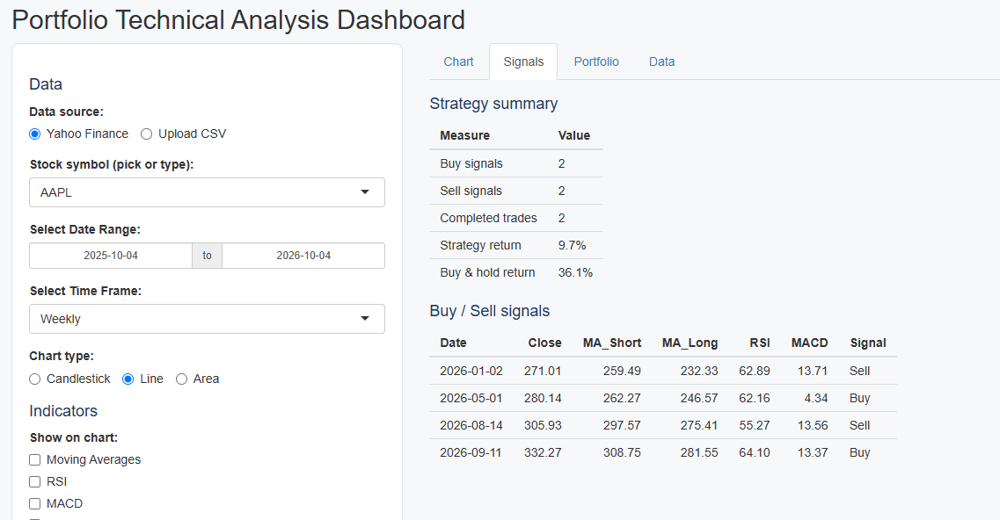 Portfolio Technical Analysis Dashboard
Data
Data source:
Yahoo Finance Upload CSV
Stock symbol (pick or type):
AAPL
Select Date Range:
2025-10-04 to 2026-10-04
Select Time Frame:
Weekly
Chart type:
Candlestick Line Area
Indicators
Show on chart:
Moving Averages
RSI
MACD
Chart Signals Portfolio Data
Strategy summary
Measure Value
Buy signals 2
Sell signals 2
Completed trades 2
Strategy return 9.7%
Buy & hold return 36.1%
Buy / Sell signals
Date Close MA_Short MA_Long RSI MACD Signal
2026-01-02 271.01 259.49 232.33 62.89 13.71 Sell
2026-05-01 280.14 262.27 246.57 62.16 4.34 Buy
2026-08-14 305.93 297.57 275.41 55.27 13.56 Sell
2026-09-11 332.27 308.75 281.55 64.10 13.37 Buy